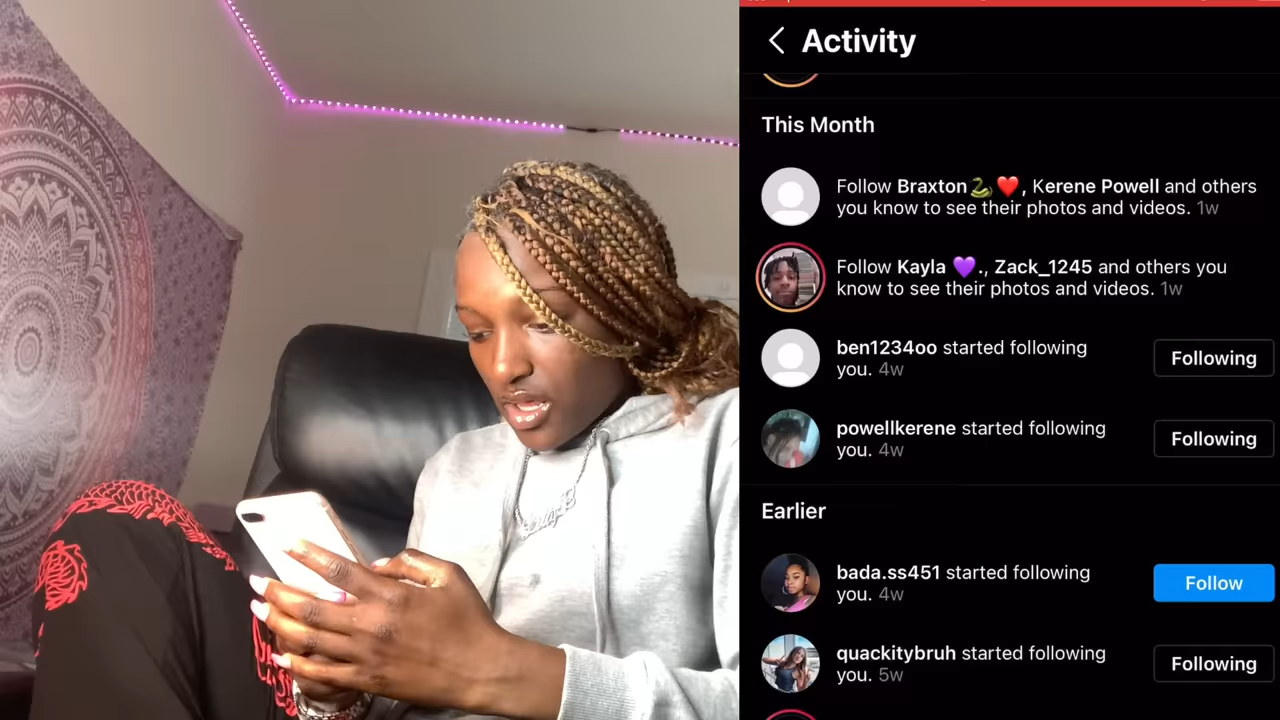 Activity
This Month
Follow Braxton🐍❤️, Kerene Powell and others
you know to see their photos and videos. 1w
Follow Kayla 💜., Zack_1245 and others you
know to see their photos and videos. 1w
ben1234oo started following
you. 4w
Following
powellkerene started following
you. 4w
Following
Earlier
bada.ss451 started following
you. 4w
Follow
quackitybruh started following
you. 5w
Following